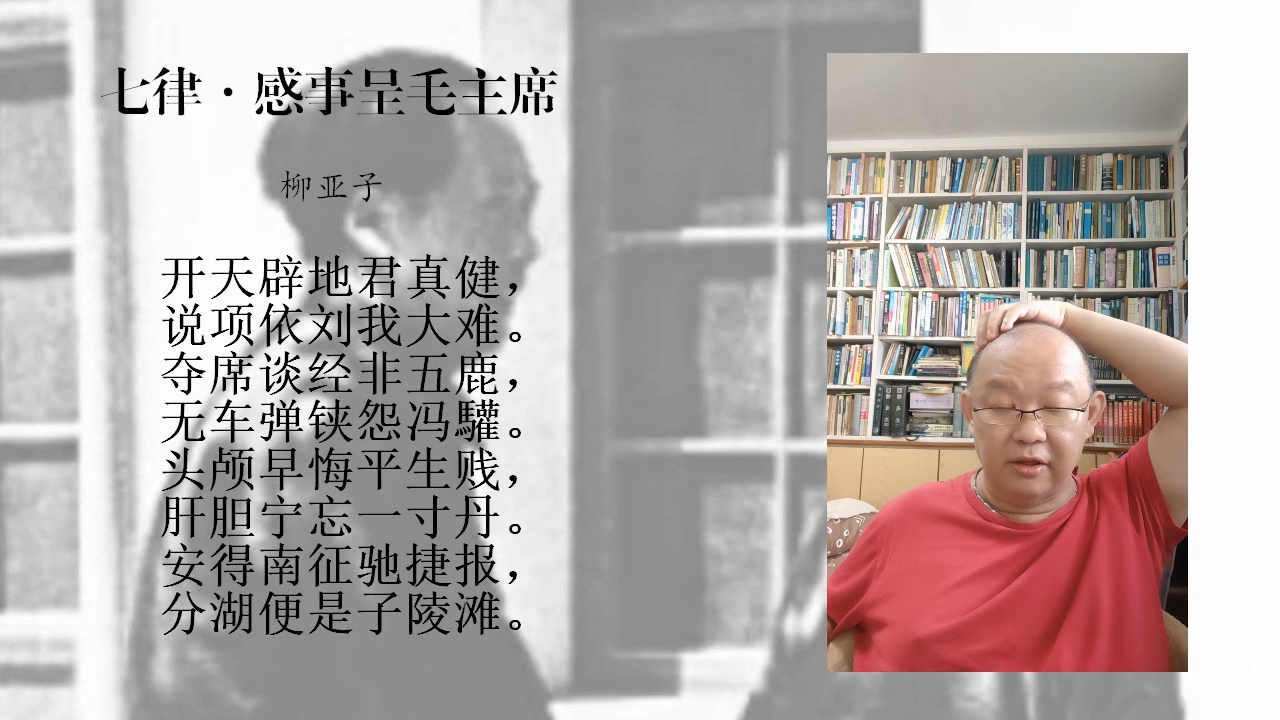 七律·感事呈毛主席
柳亚子
开天辟地君真健，
说项依刘我大难。
夺席谈经非五鹿，
无车弹铗怨冯驩。
头颅早悔平生贱，
肝胆宁忘一寸丹。
安得南征驰捷报，
分湖便是子陵滩。